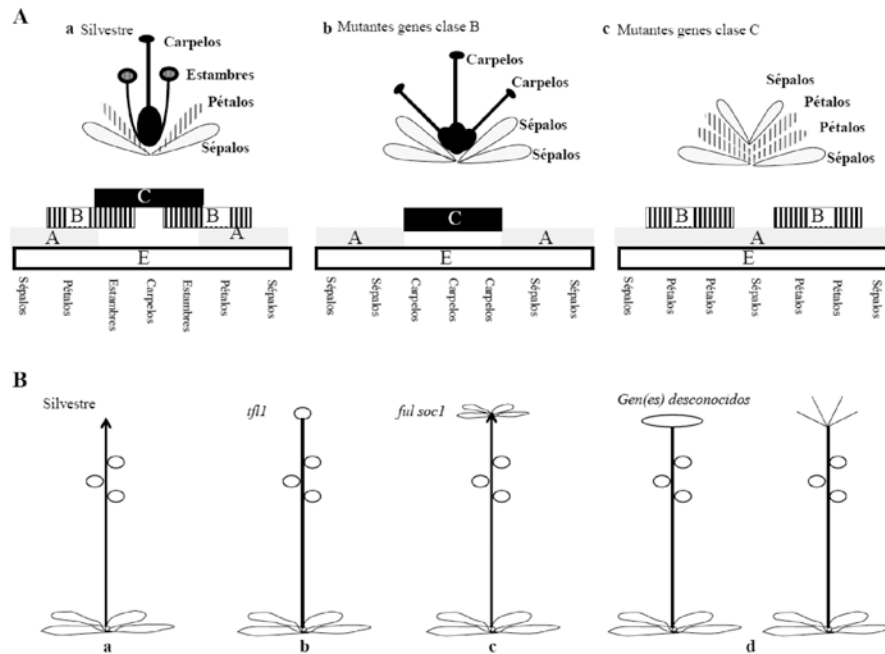 A
a Silvestre
Carpelos
Estambres
Pétalos
Sépalos
C
B B
A A
E
Sépalos
Pétalos
Estambres
Carpelos
Estambres
Pétalos
Sépalos
b Mutantes genes clase B
Carpelos
Carpelos
Sépalos
Sépalos
C
A A
E
Sépalos
Sépalos
Carpelos
Carpelos
Carpelos
Sépalos
Sépalos
c Mutantes genes clase C
Sépalos
Pétalos
Pétalos
Sépalos
B B
A
E
Sépalos
Pétalos
Pétalos
Sépalos
Pétalos
Pétalos
Sépalos
B
Silvestre
tfl1
ful soc1
Gen(es) desconocidos
a b c d